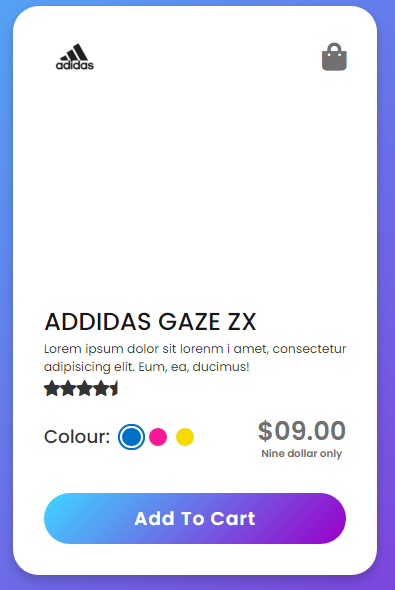 adidas
ADDIDAS GAZE ZX
Lorem ipsum dolor sit lorenm i amet, consectetur
adipisicing elit. Eum, ea, ducimus!
Colour:
$09.00
Nine dollar only
Add To Cart